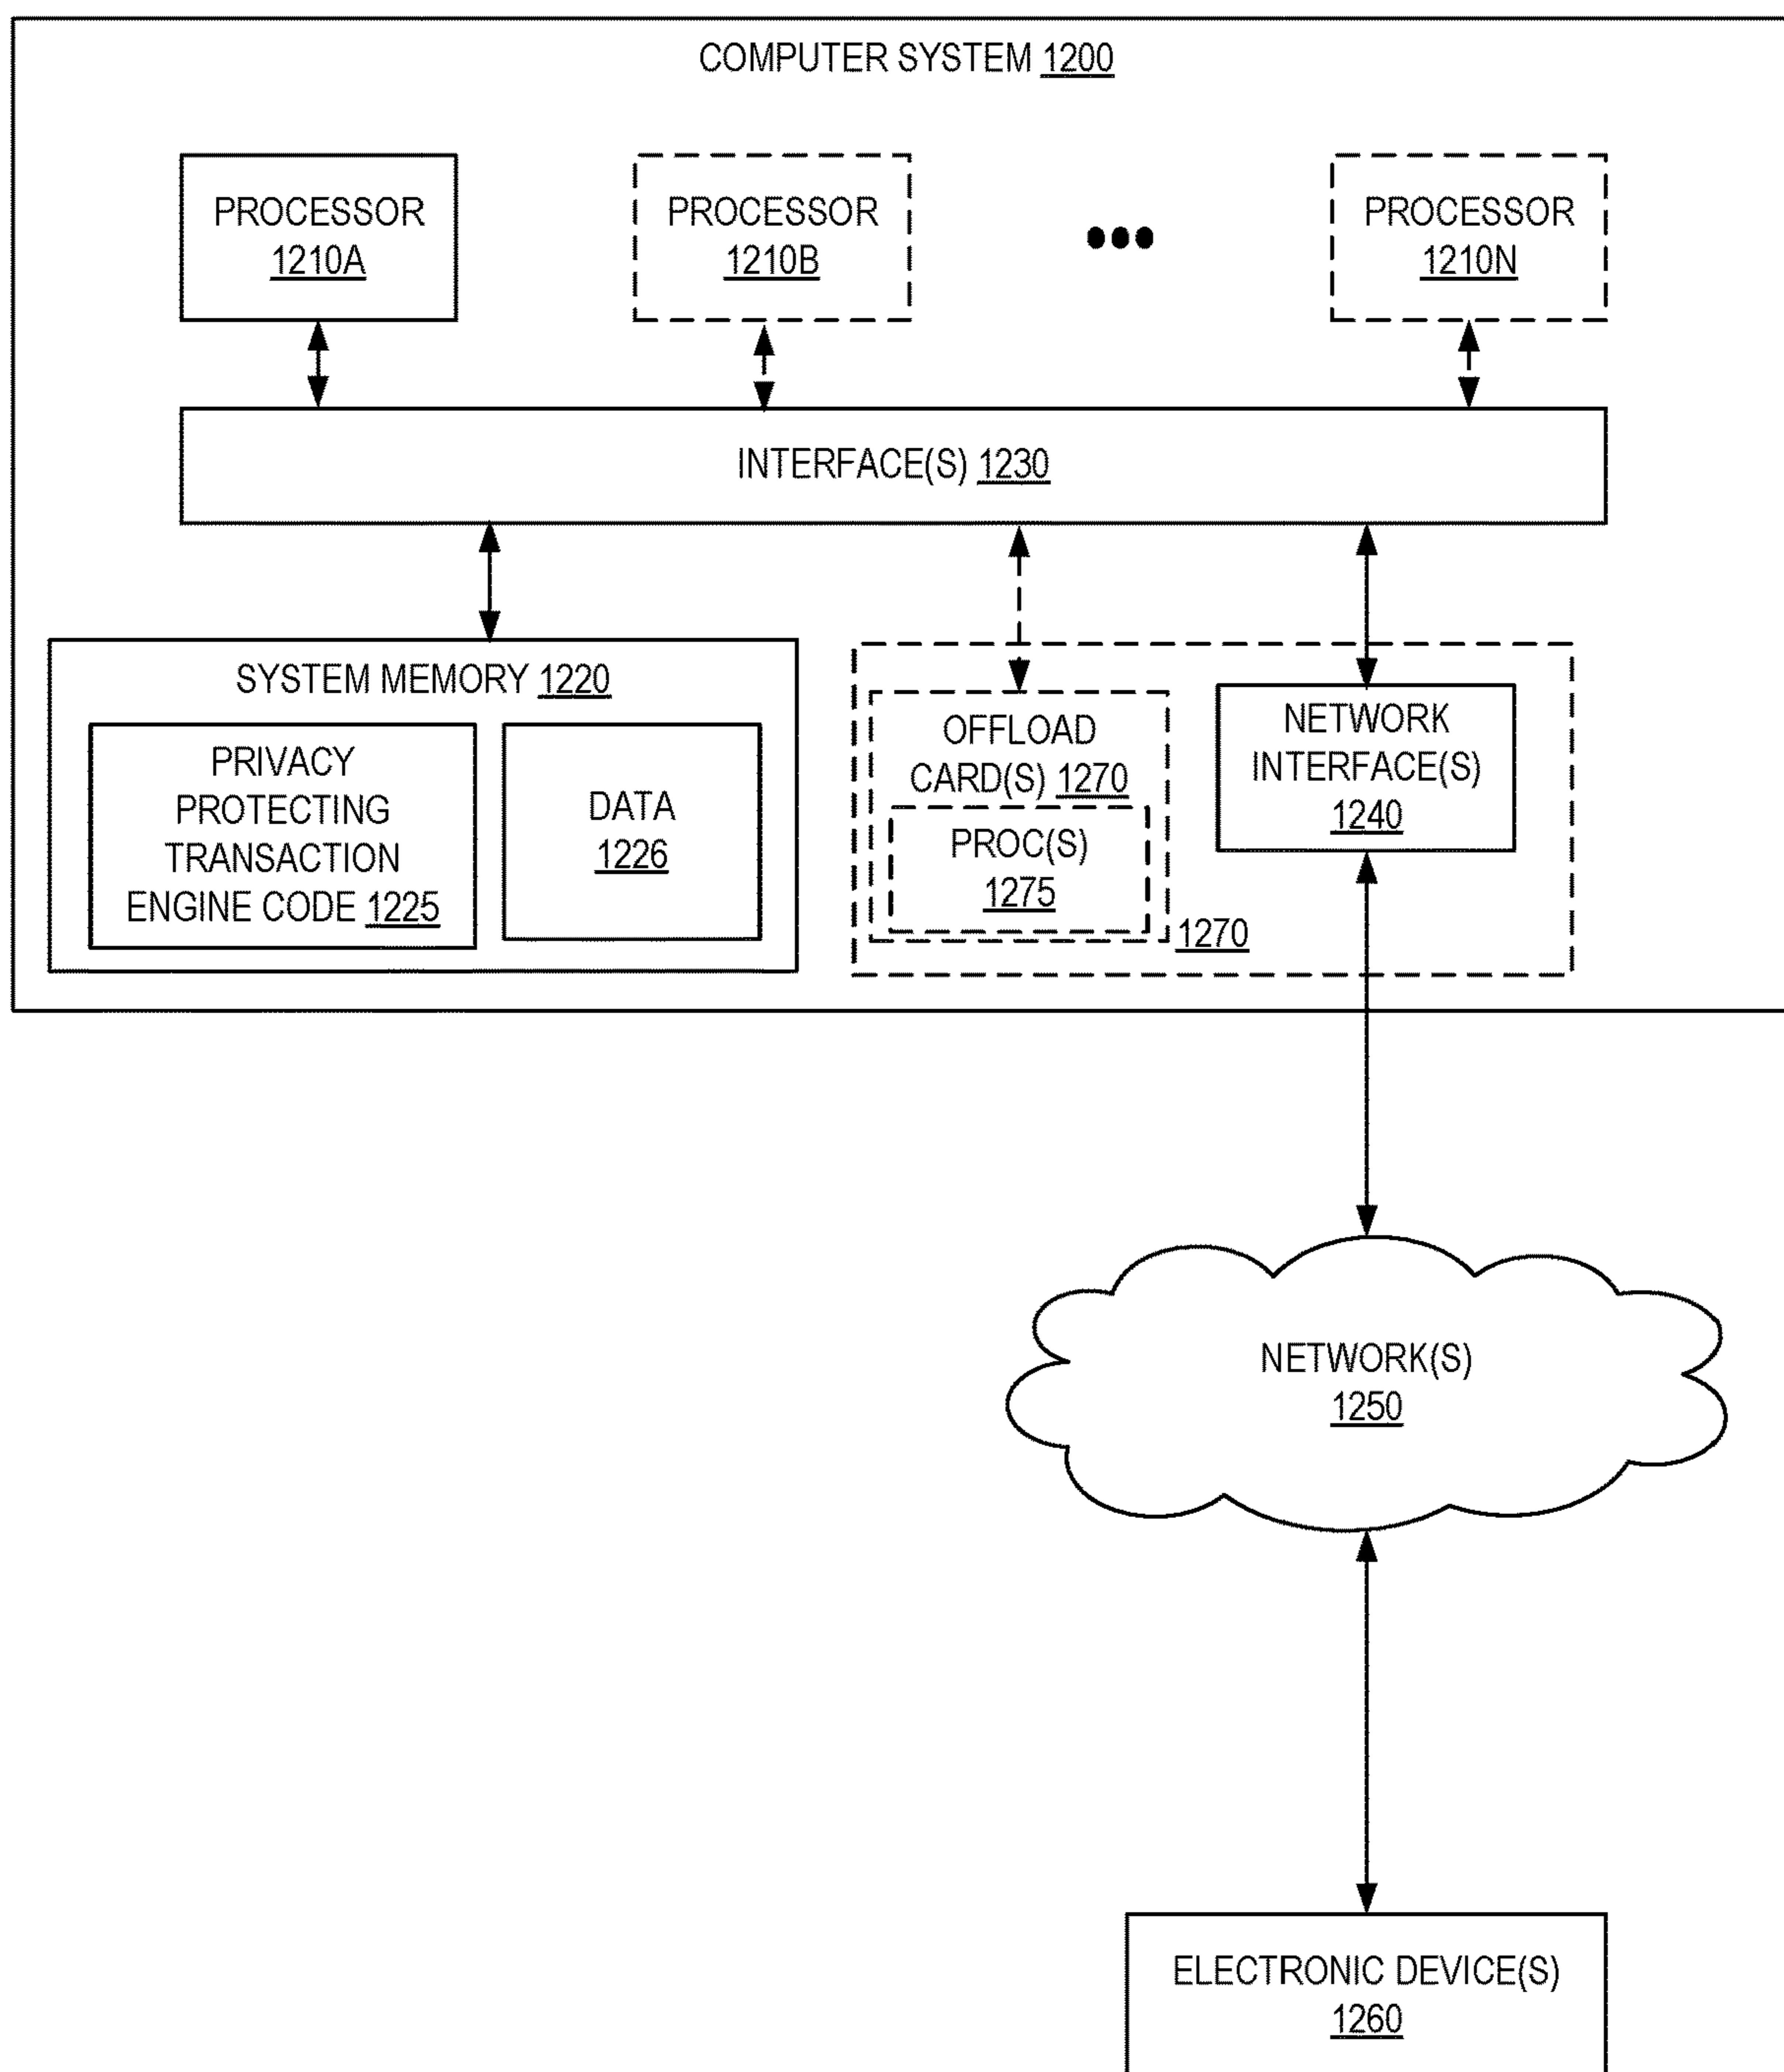 COMPUTER SYSTEM 1200
PROCESSOR
1210A
PROCESSOR
1210B
PROCESSOR
1210N
INTERFACE(S) 1230
SYSTEM MEMORY 1220
PRIVACY
PROTECTING
TRANSACTION
ENGINE CODE 1225
DATA
1226
OFFLOAD
CARD(S) 1270
PROC(S)
1275
1270
NETWORK
INTERFACE(S)
1240
NETWORK(S)
1250
ELECTRONIC DEVICE(S)
1260